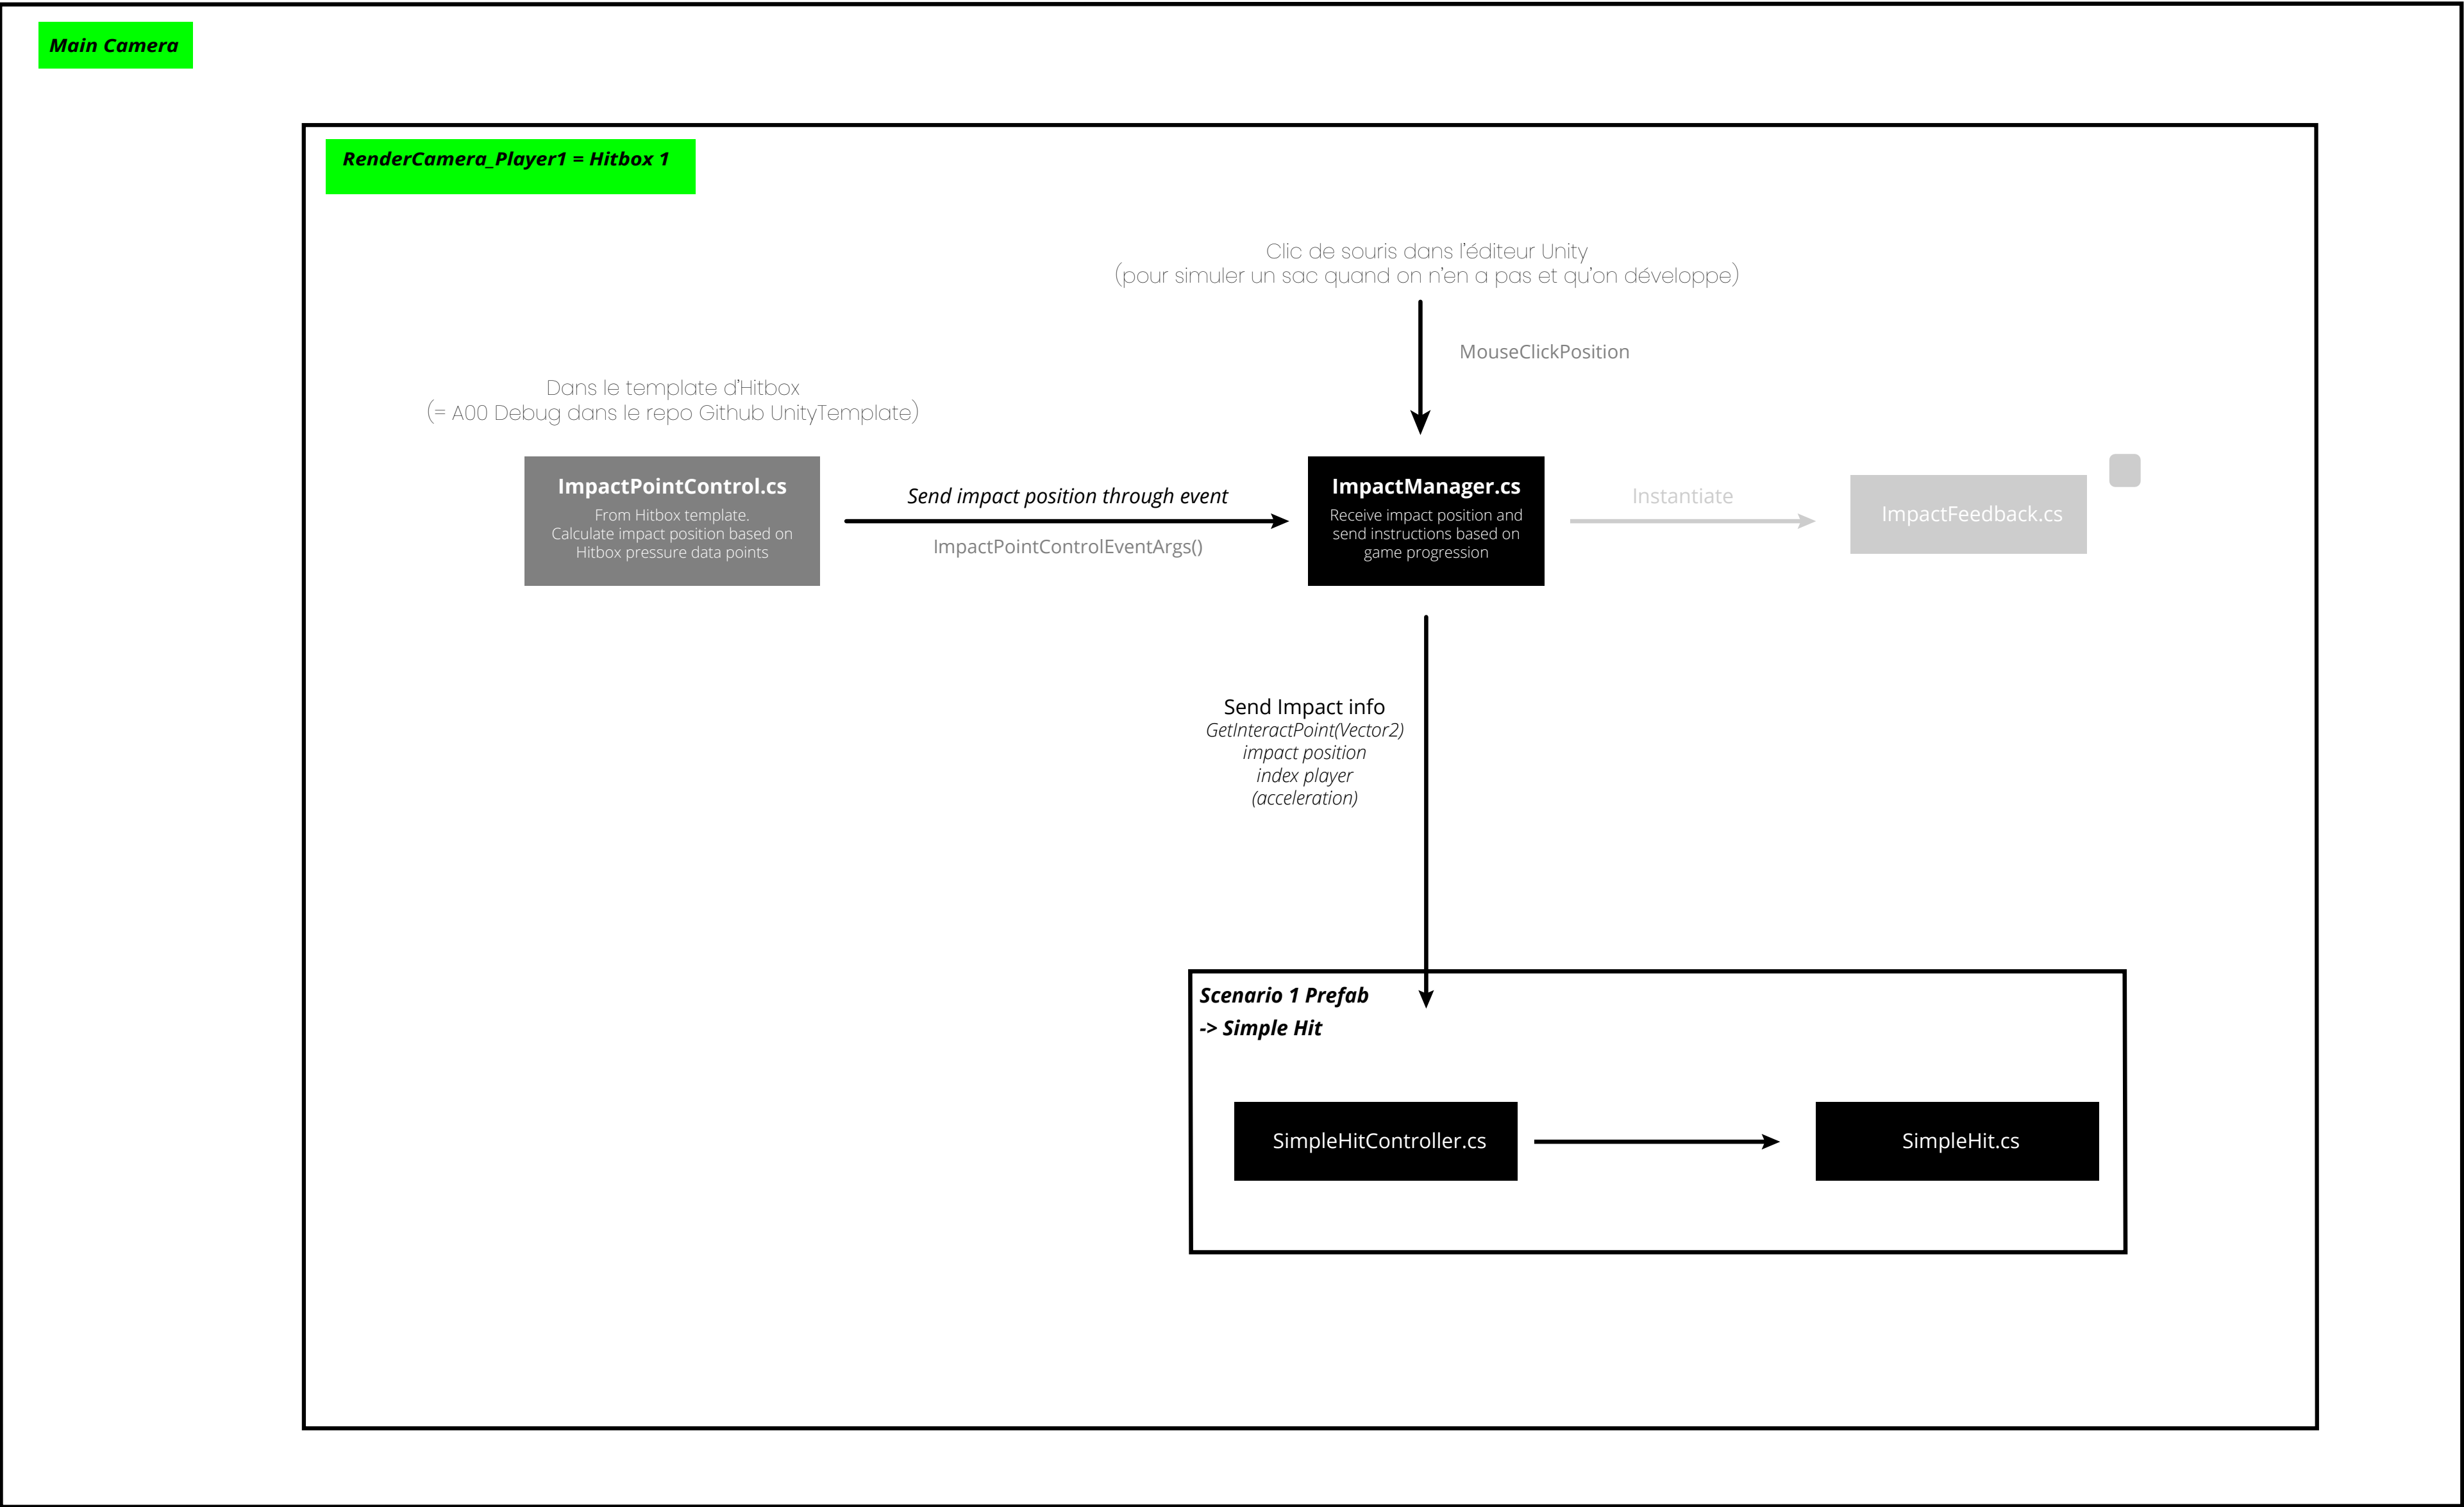 Main Camera
RenderCamera_Player1 = Hitbox 1
Clic de souris dans l'éditeur Unity
(pour simuler un sac quand on n'en a pas et qu'on développe)
MouseClickPosition
Dans le template d'Hitbox
(= A00 Debug dans le repo Github UnityTemplate)
ImpactPointControl.cs
From Hitbox template.
Calculate impact position based on
Hitbox pressure data points
Send impact position through event
ImpactPointControlEventArgs()
ImpactManager.cs
Receive impact position and
send instructions based on
game progression
Instantiate
ImpactFeedback.cs
Send Impact info
GetInteractPoint(Vector2)
impact position
index player
(acceleration)
Scenario 1 Prefab
-> Simple Hit
SimpleHitController.cs
SimpleHit.cs